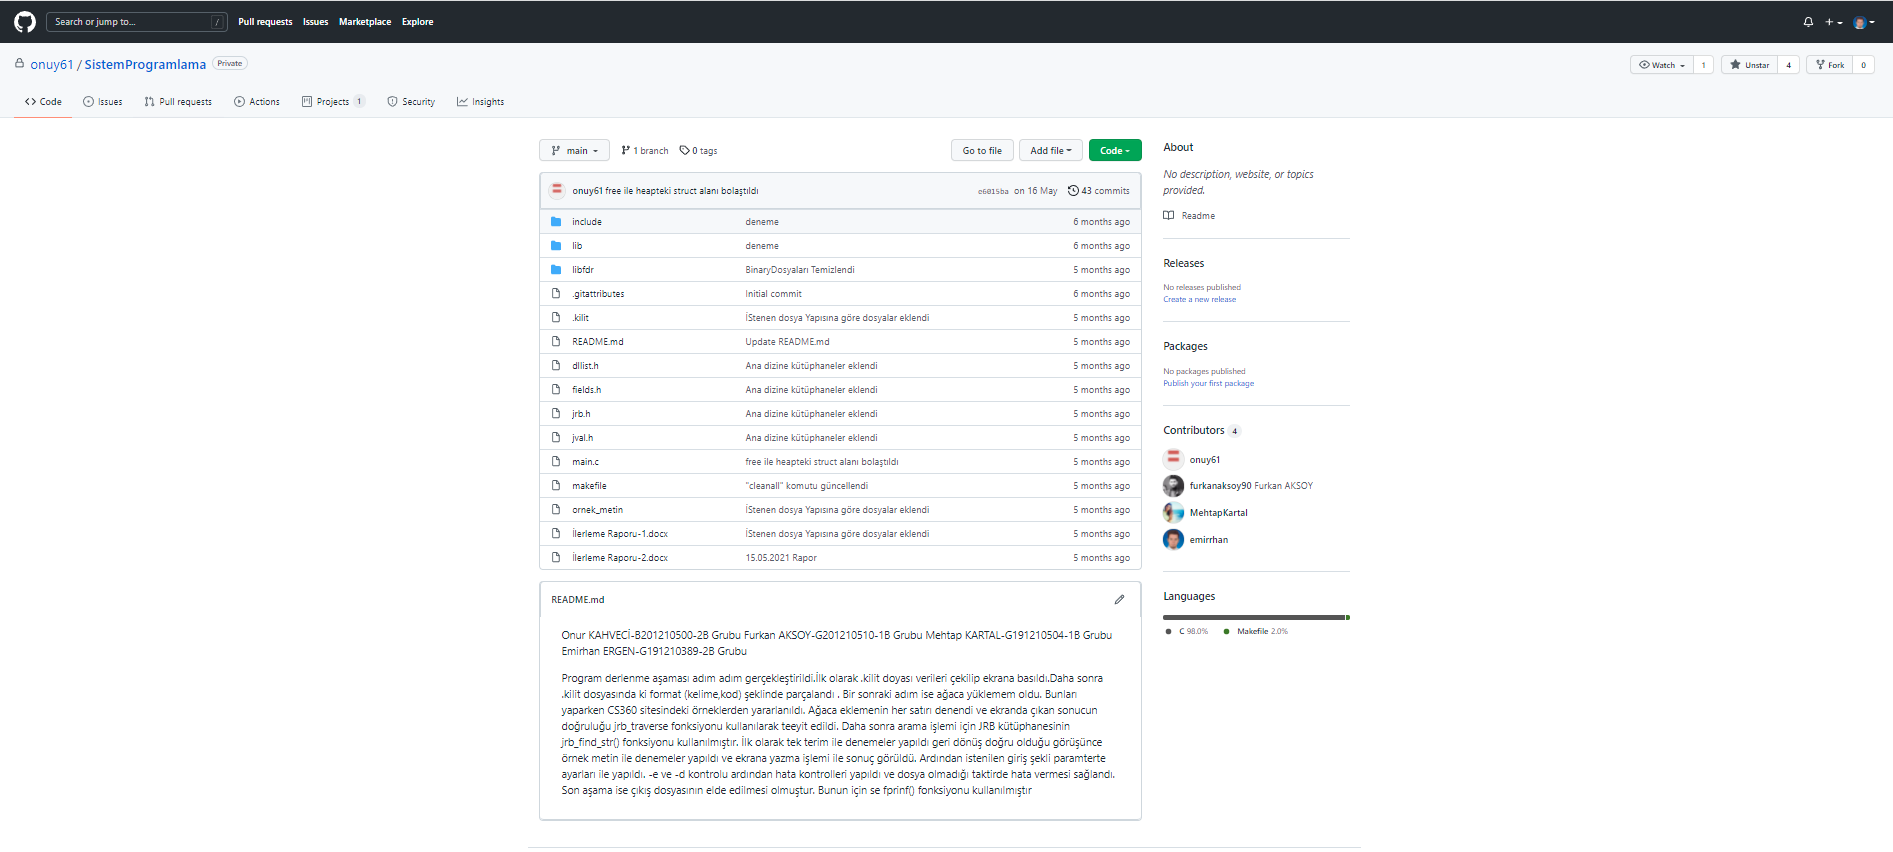 Search or jump to... /
Pull requests Issues Marketplace Explore
onuy61 / SistemProgramlama Private
Watch 1 Unstar 4 Fork 0
Code Issues Pull requests Actions Projects 1 Security Insights
main 1 branch 0 tags Go to file Add file Code
onuy61 free ile heapteki struct alanı bolaştıldı e6015ba on 16 May 43 commits
include deneme 6 months ago
lib deneme 6 months ago
libfdr BinaryDosyaları Temizlendi 5 months ago
.gitattributes Initial commit 6 months ago
.kilit İStenen dosya Yapısına göre dosyalar eklendi 5 months ago
README.md Update README.md 5 months ago
dllist.h Ana dizine kütüphaneler eklendi 5 months ago
fields.h Ana dizine kütüphaneler eklendi 5 months ago
jrb.h Ana dizine kütüphaneler eklendi 5 months ago
jval.h Ana dizine kütüphaneler eklendi 5 months ago
main.c free ile heapteki struct alanı bolaştıldı 5 months ago
makefile "cleanall" komutu güncellendi 5 months ago
ornek_metin İStenen dosya Yapısına göre dosyalar eklendi 5 months ago
İlerleme Raporu-1.docx İStenen dosya Yapısına göre dosyalar eklendi 5 months ago
İlerleme Raporu-2.docx 15.05.2021 Rapor 5 months ago
README.md
Onur KAHVECİ-B201210500-2B Grubu Furkan AKSOY-G201210510-1B Grubu Mehtap KARTAL-G191210504-1B Grubu
Emirhan ERGEN-G191210389-2B Grubu
Program derlenme aşaması adım adım gerçekleştirildi.İlk olarak .kilit doyası verileri çekilip ekrana basıldı.Daha sonra
.kilit dosyasında ki format (kelime,kod) şeklinde parçalandı . Bir sonraki adım ise ağaca yüklemem oldu. Bunları
yaparken CS360 sitesindeki örneklerden yararlanıldı. Ağaca eklemenin her satırı denendi ve ekranda çıkan sonucun
doğruluğu jrb_traverse fonksiyonu kullanılarak teeyit edildi. Daha sonra arama işlemi için JRB kütüphanesinin
jrb_find_str() fonksiyonu kullanılmıştır. İlk olarak tek terim ile denemeler yapıldı geri dönüş doğru olduğu görüşünce
örnek metin ile denemeler yapıldı ve ekrana yazma işlemi ile sonuç görüldü. Ardından istenilen giriş şekli paramterte
ayarları ile yapıldı. -e ve -d kontrolu ardından hata kontrolleri yapıldı ve dosya olmadığı taktirde hata vermesi sağlandı.
Son aşama ise çıkış dosyasının elde edilmesi olmuştur. Bunun için se fprinf() fonksiyonu kullanılmıştır
About
No description, website, or topics
provided.
Readme
Releases
No releases published
Create a new release
Packages
No packages published
Publish your first package
Contributors 4
onuy61
furkanaksoy90 Furkan AKSOY
MehtapKartal
emirrhan
Languages
C 98.0% Makefile 2.0%